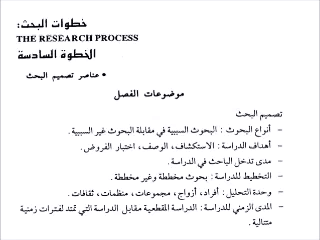 خطوات البحث:
THE RESEARCH PROCESS
الخطوة السادسة
• عناصر تصميم البحث
موضوعات الفصل
تصميم البحث
– أنواع البحوث : البحوث السببية في مقابلة البحوث غير السببية .
– أهداف الدراسة : الاستكشاف، الوصف، اختبار الفروض .
– مدى تدخل الباحث في الدراسة .
– التخطيط للدراسة : بحوث مخططة وغير مخططة .
– وحدة التحليل : أفراد، أزواج، مجموعات، منظمات، ثقافات .
– المدى الزمني للدراسة : الدراسة المقطعية مقابل الدراسة التي تمتد لفترات زمنية
متتالية .